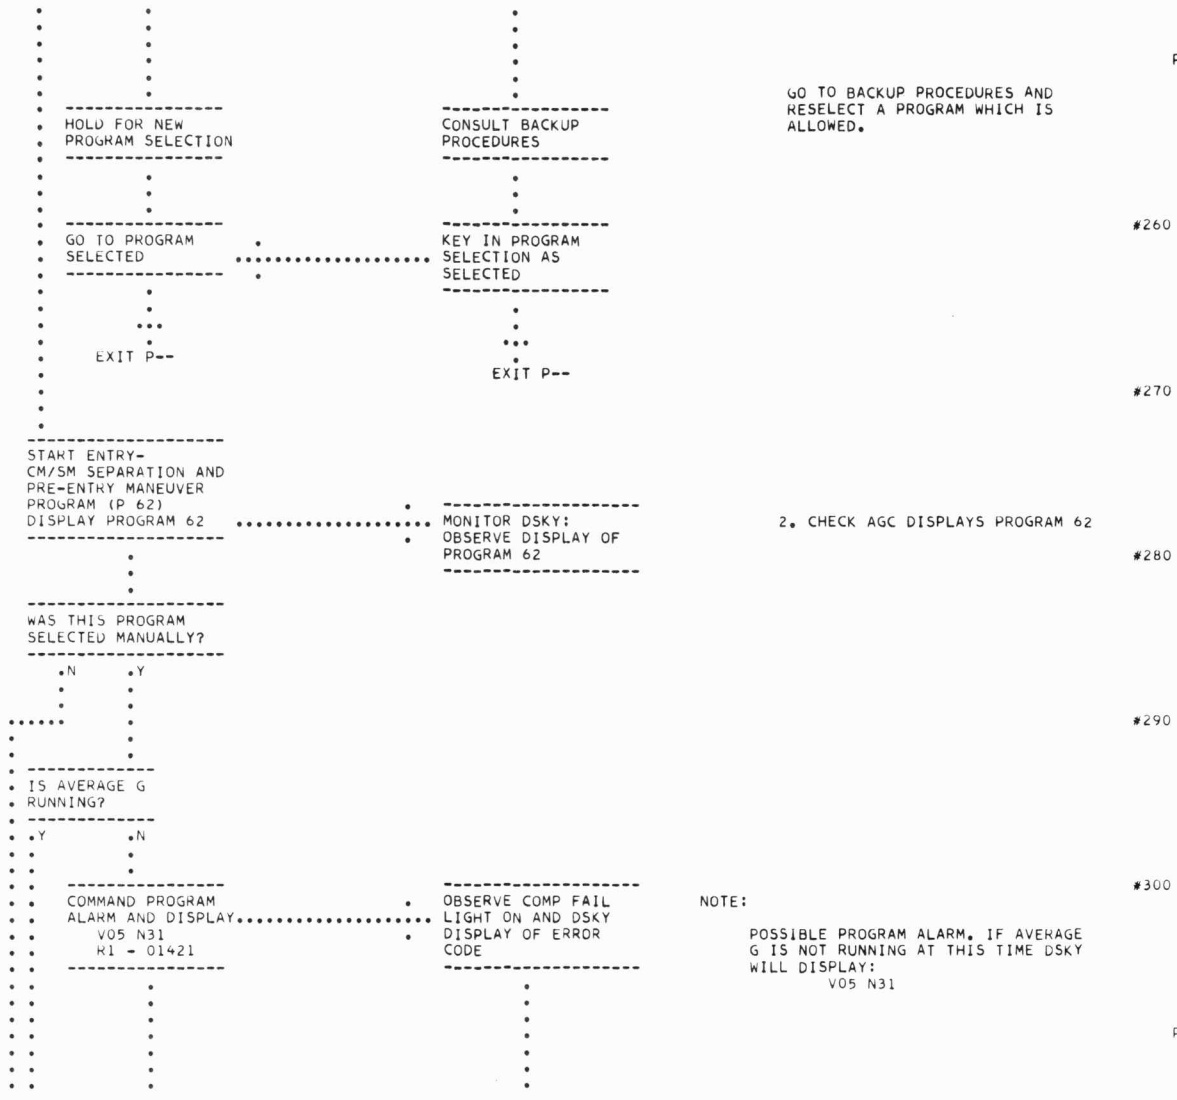 P
GO TO BACKUP PROCEDURES AND
RESELECT A PROGRAM WHICH IS
ALLOWED.
HOLD FOR NEW
PROGRAM SELECTION
CONSULT BACKUP
PROCEDURES
#260
GO TO PROGRAM
SELECTED
KEY IN PROGRAM
SELECTION AS
SELECTED
EXIT P--
EXIT P--
#270
START ENTRY-
CM/SM SEPARATION AND
PRE-ENTRY MANEUVER
PROGRAM (P 62)
DISPLAY PROGRAM 62
MONITOR DSKY:
OBSERVE DISPLAY OF
PROGRAM 62
2. CHECK AGC DISPLAYS PROGRAM 62
#280
WAS THIS PROGRAM
SELECTED MANUALLY?
N Y
#290
IS AVERAGE G
RUNNING?
Y N
#300
COMMAND PROGRAM
ALARM AND DISPLAY
V05 N31
R1 - 01421
OBSERVE COMP FAIL
LIGHT ON AND DSKY
DISPLAY OF ERROR
CODE
NOTE:
POSSIBLE PROGRAM ALARM. IF AVERAGE
G IS NOT RUNNING AT THIS TIME DSKY
WILL DISPLAY:
V05 N31
P